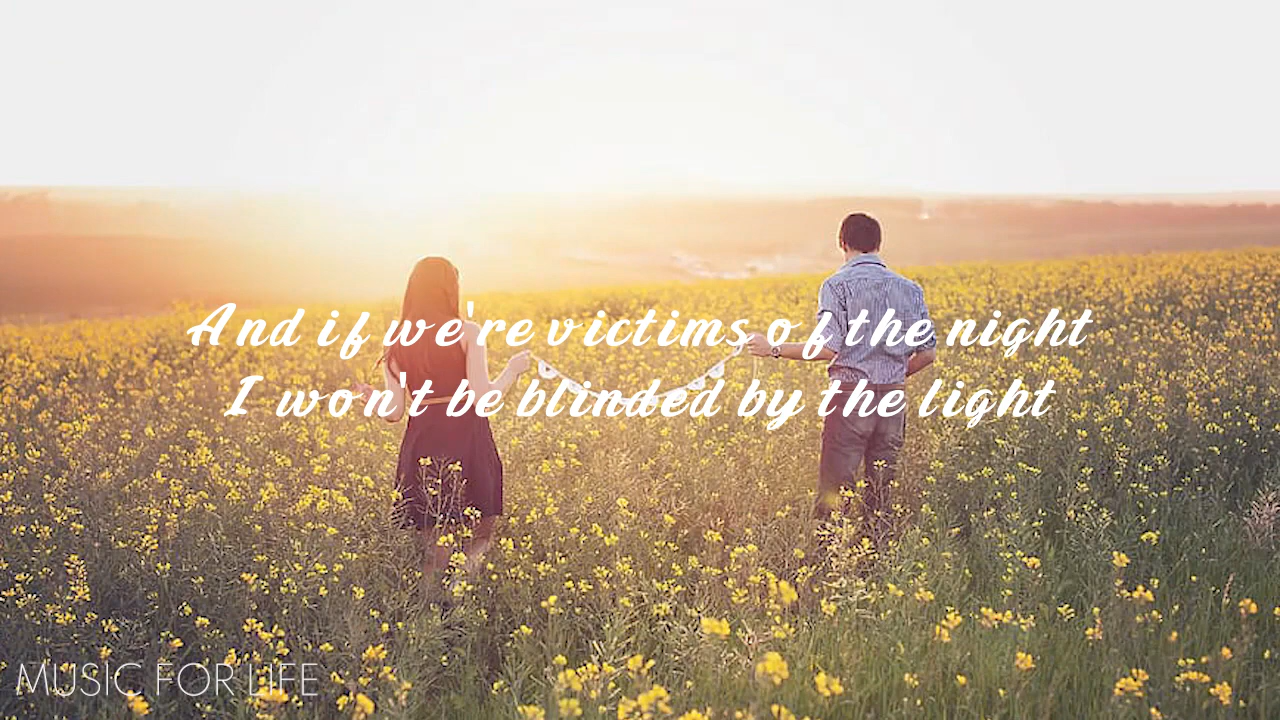 And if we're victims of the night
I won't be blinded by the light
MUSIC FOR LIFE